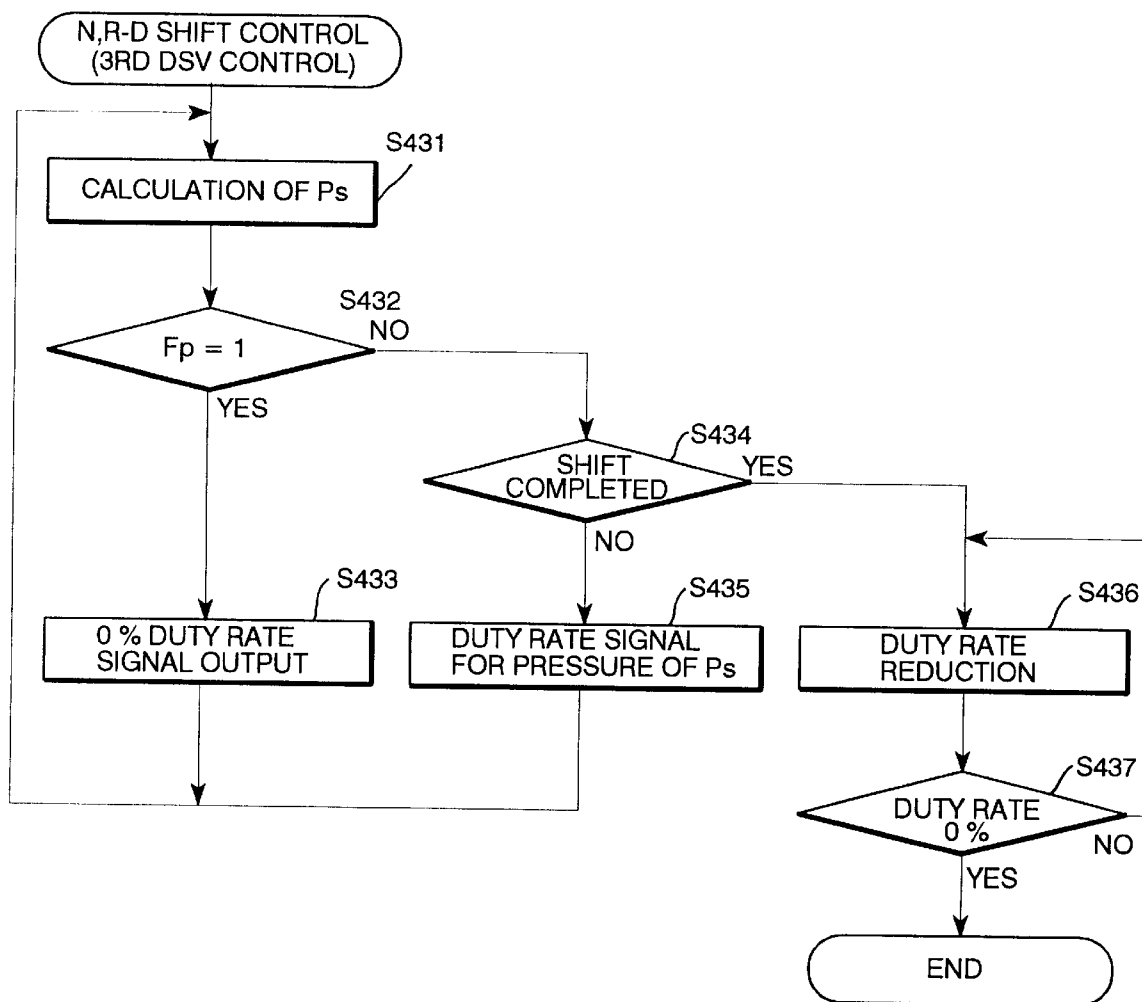 N,R-D SHIFT CONTROL
(3RD DSV CONTROL)
S431
CALCULATION OF Ps
S432
NO
Fp = 1
YES
S434
SHIFT
COMPLETED
YES
NO
S433
0 % DUTY RATE
SIGNAL OUTPUT
S435
DUTY RATE SIGNAL
FOR PRESSURE OF Ps
S436
DUTY RATE
REDUCTION
S437
DUTY RATE
0 %
NO
YES
END